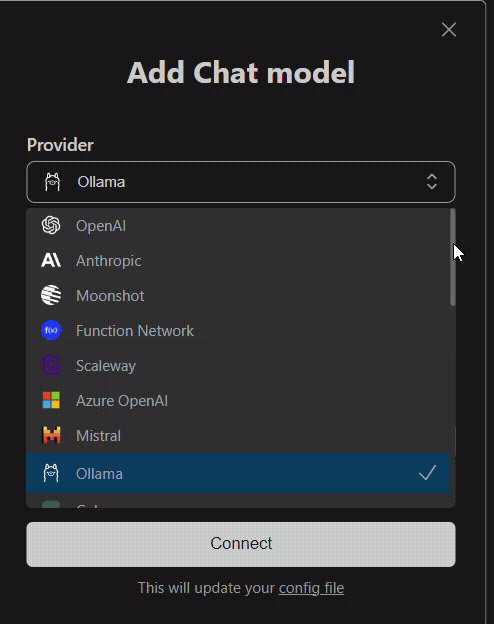 Add Chat model
Provider
Ollama
OpenAI
Anthropic
Moonshot
f(x) Function Network
Scaleway
Azure OpenAI
Mistral
Ollama
Connect
This will update your config file